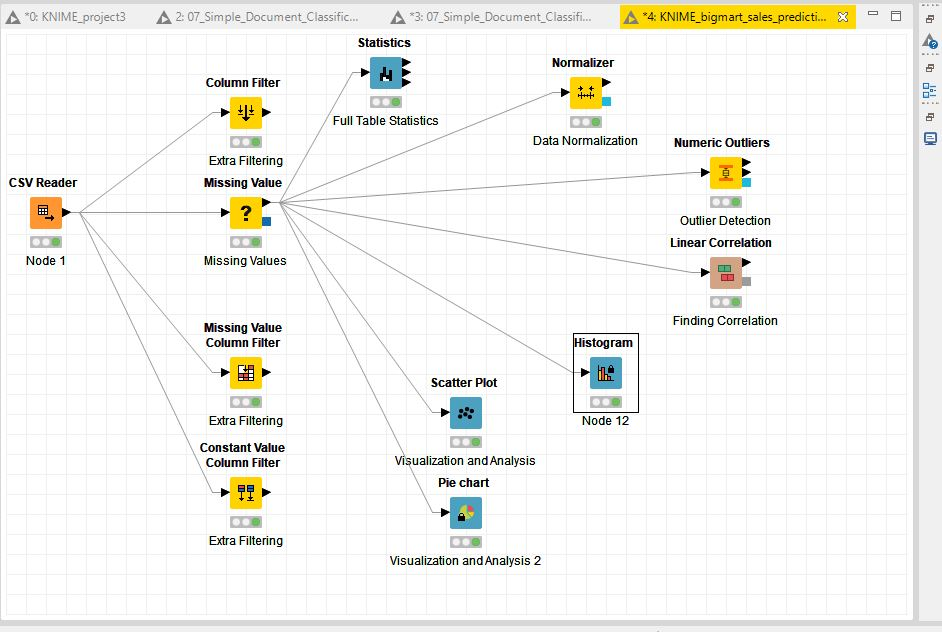 *0: KNIME_project3
2: 07_Simple_Document_Classific...
*3: 07_Simple_Document_Classifi...
*4: KNIME_bigmart_sales_predicti...
Statistics
Full Table Statistics
Column Filter
Extra Filtering
Normalizer
Data Normalization
Numeric Outliers
Outlier Detection
CSV Reader
Node 1
Missing Value
?
Missing Values
Linear Correlation
Finding Correlation
Missing Value
Column Filter
Extra Filtering
Histogram
Node 12
Scatter Plot
Visualization and Analysis
Constant Value
Column Filter
Extra Filtering
Pie chart
Visualization and Analysis 2